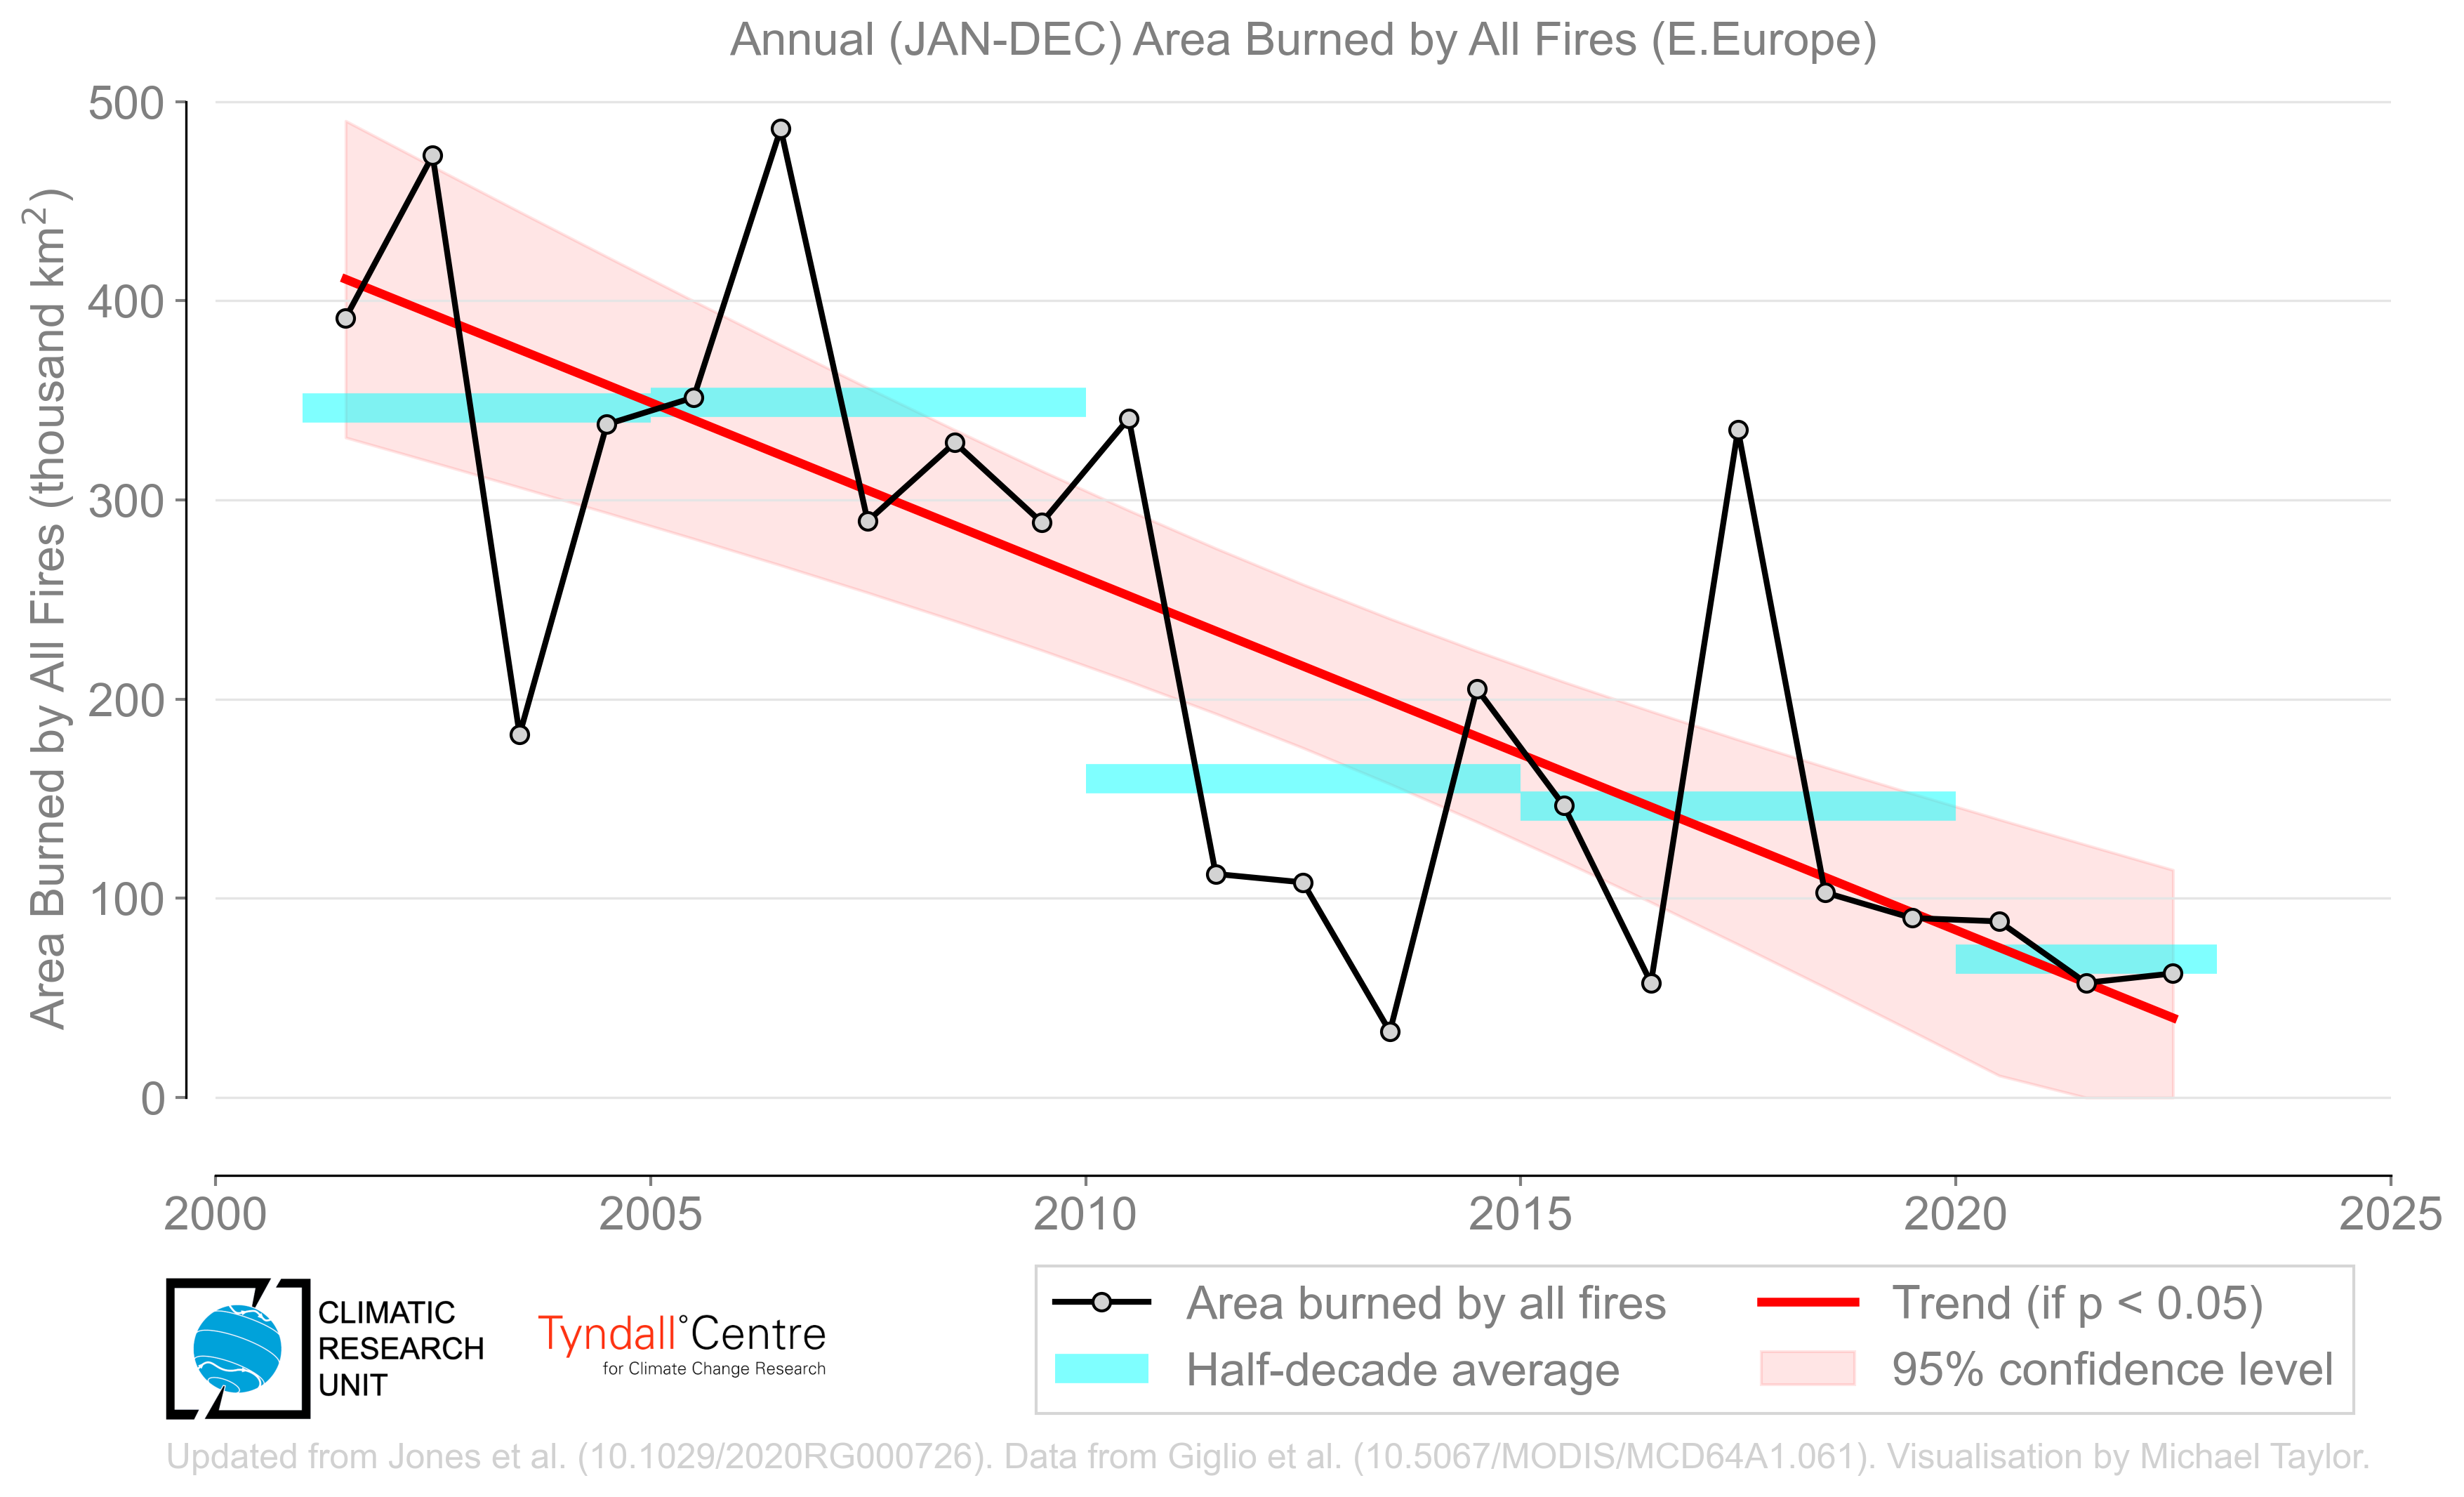 Annual (JAN-DEC) Area Burned by All Fires (E.Europe)
Area Burned by All Fires (thousand km²)
500
400
300
200
100
0
2000 2005 2010 2015 2020 2025
CLIMATIC
RESEARCH
UNIT
Tyndall°Centre
for Climate Change Research
Area burned by all fires
Half-decade average
Trend (if p < 0.05)
95% confidence level
Updated from Jones et al. (10.1029/2020RG000726). Data from Giglio et al. (10.5067/MODIS/MCD64A1.061). Visualisation by Michael Taylor.